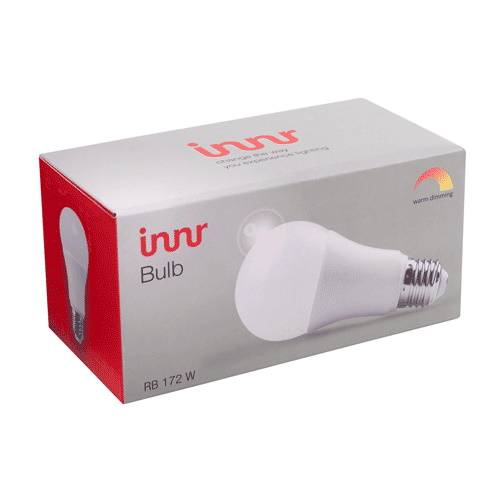 innr
change the way
you experience lighting
warm dimming
innr
Bulb
RB 172 W